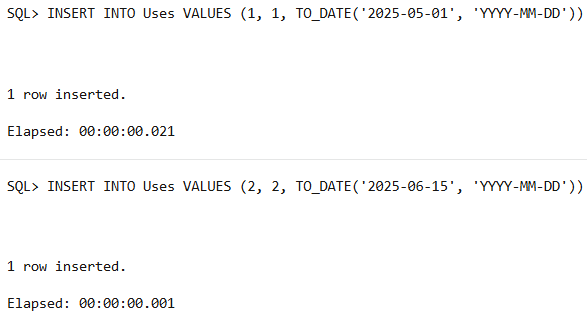 SQL> INSERT INTO Uses VALUES (1, 1, TO_DATE('2025-05-01', 'YYYY-MM-DD'))
1 row inserted.
Elapsed: 00:00:00.021
SQL> INSERT INTO Uses VALUES (2, 2, TO_DATE('2025-06-15', 'YYYY-MM-DD'))
1 row inserted.
Elapsed: 00:00:00.001